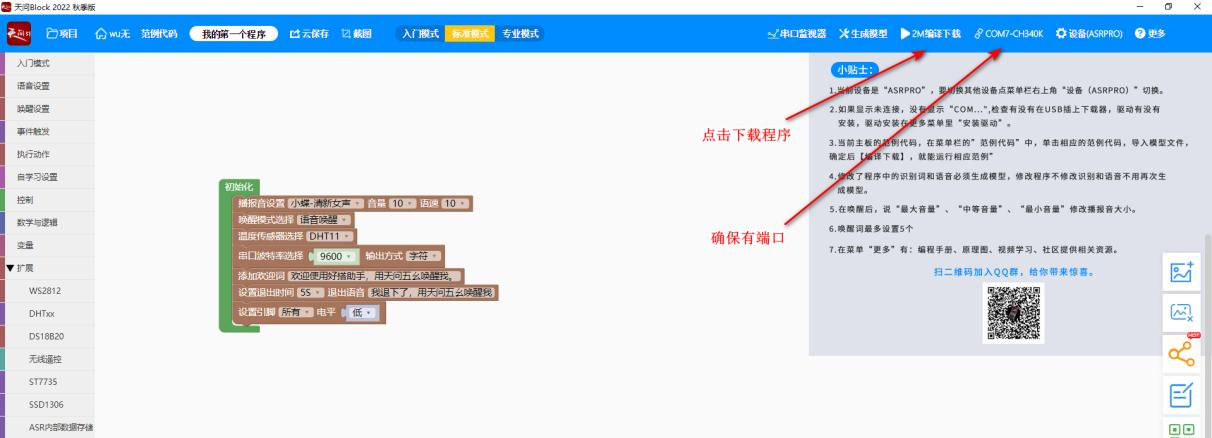 天问Block 2022 秋季版
天问51 项目 wu无 范例代码 我的第一个程序 云保存 截图 入门模式 标准模式 专业模式 串口监视器 生成模型 2M编译下载 COM7-CH340K 设备(ASRPRO) 更多
入门模式
语音设置
唤醒设置
事件触发
执行动作
自学习设置
控制
数学与逻辑
变量
扩展
WS2812
DHTxx
DS18B20
无线遥控
ST7735
SSD1306
ASR内部数据存储
初始化
播报音设置 小蝶-清新女声 音量 10 语速 10
唤醒模式选择 语音唤醒
温度传感器选择 DHT11
串口波特率选择 9600 输出方式 字符
添加欢迎词 欢迎使用好搭助手，用天问五幺唤醒我。
设置退出时间 5S 退出语音 我退下了，用天问五幺唤醒我
设置引脚 所有 电平 低
点击下载程序
确保有端口
小贴士：
1.当前设备是“ASRPRO”，要切换其他设备点菜单栏右上角“设备（ASRPRO）”切换。
2.如果显示未连接，没有显示“COM...”,检查有没有在USB插上下载器，驱动有没有
安装，驱动安装在更多菜单里“安装驱动”。
3.当前主板的范例代码，在菜单栏的”范例代码”中，单击相应的范例代码，导入模型文件，
确定后【编译下载】，就能运行相应范例”
4.修改了程序中的识别词和语音必须生成模型，修改程序不修改识别和语音不用再次生
成模型。
5.在唤醒后，说“最大音量”、“中等音量”、“最小音量”修改播报音大小。
6.唤醒词最多设置5个
7.在菜单“更多”有：编程手册、原理图、视频学习、社区提供相关资源。
扫二维码加入QQ群，给你带来惊喜。
HOT